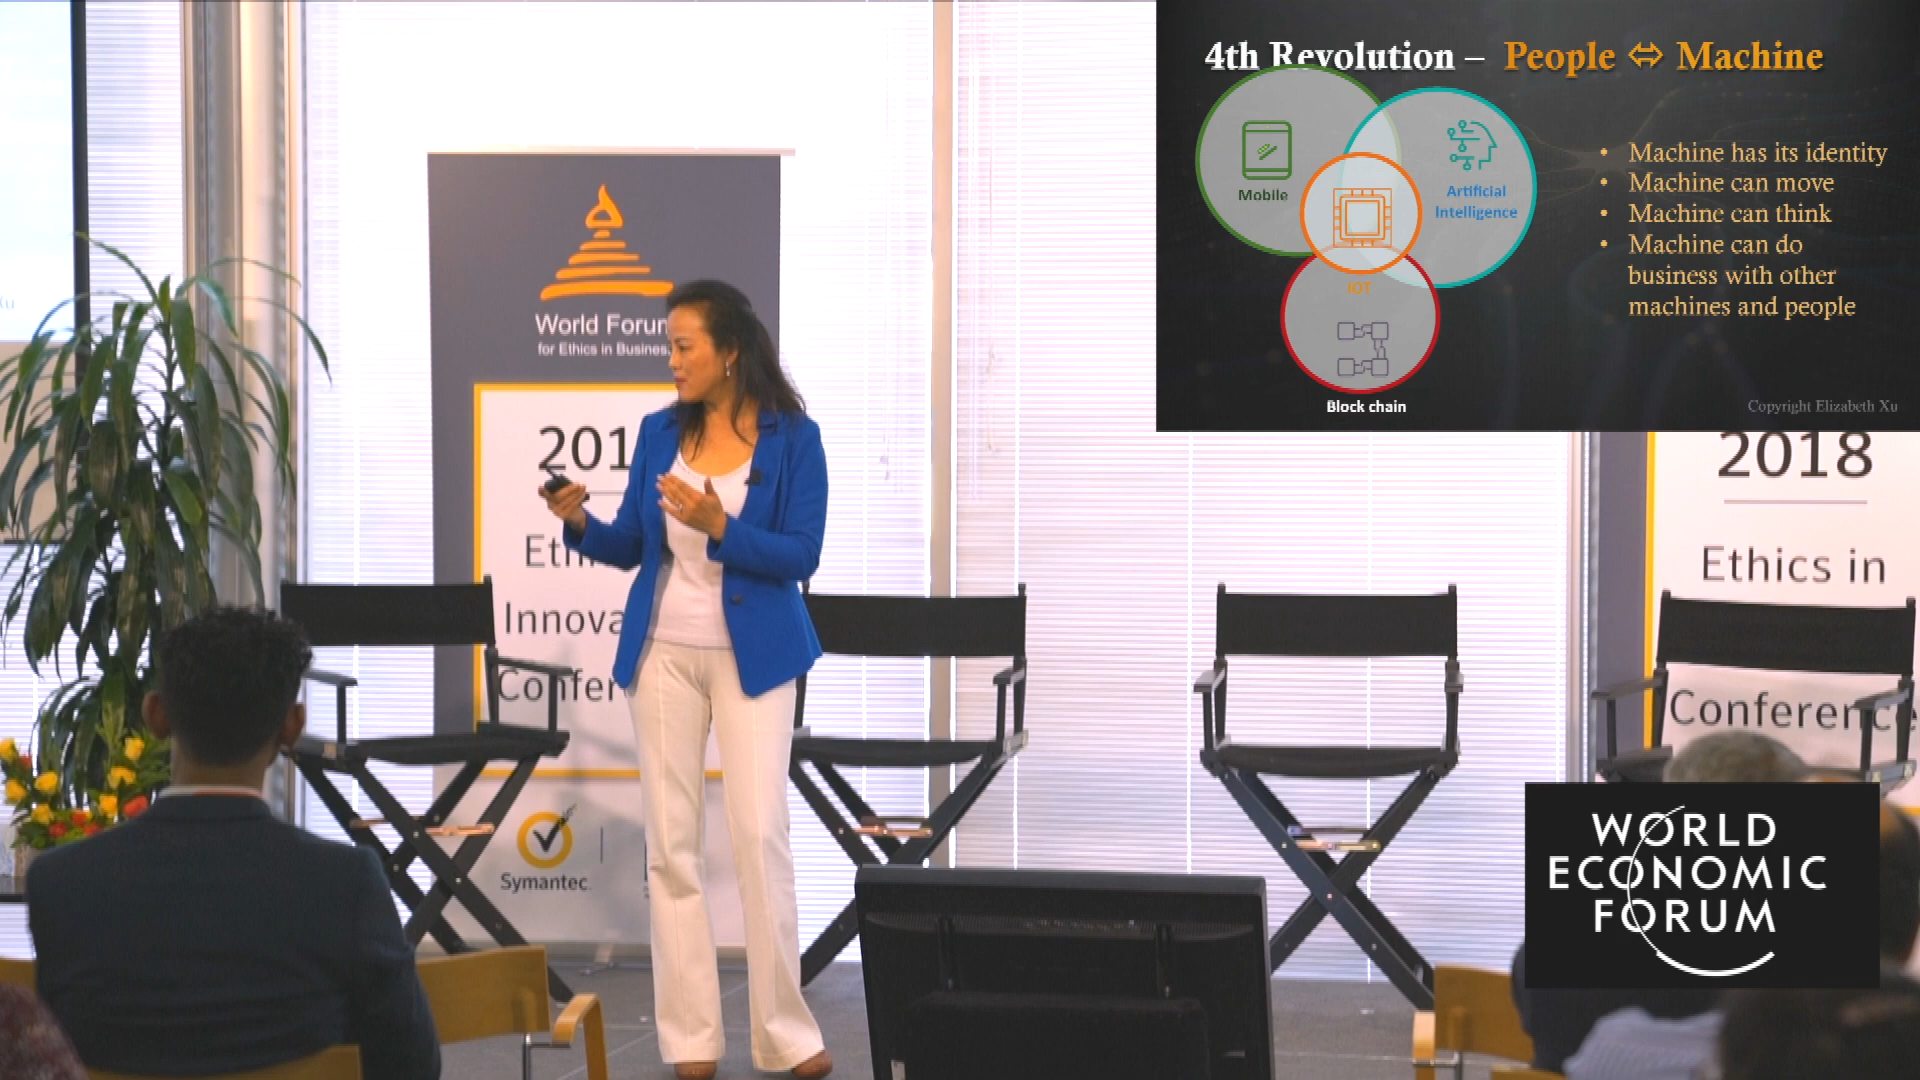 4th Revolution – People ⇔ Machine
Mobile
Artificial
Intelligence
IOT
Block chain
• Machine has its identity
• Machine can move
• Machine can think
• Machine can do
business with other
machines and people
Copyright Elizabeth Xu
World Forum
for Ethics in Business
201
Eth
Innova
Confer
Symantec.
2018
Ethics in
Conference
WORLD
ECONOMIC
FORUM